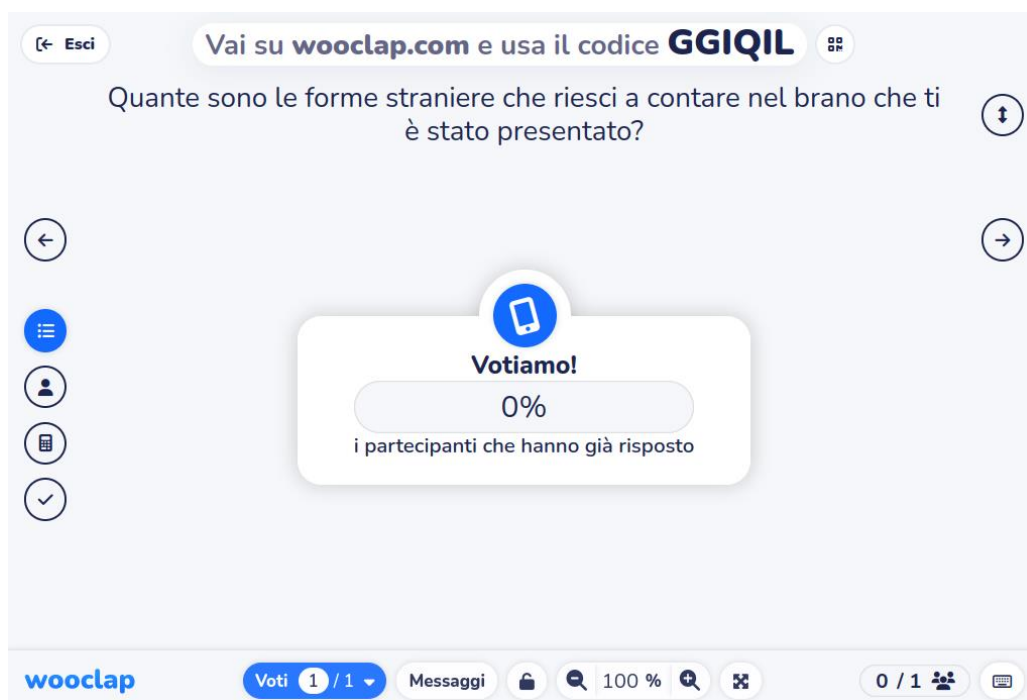 Esci
Vai su wooclap.com e usa il codice GGIQIL
Quante sono le forme straniere che riesci a contare nel brano che ti
è stato presentato?
Votiamo!
0%
i partecipanti che hanno già risposto
wooclap
Voti 1 / 1
Messaggi
100 %
0 / 1